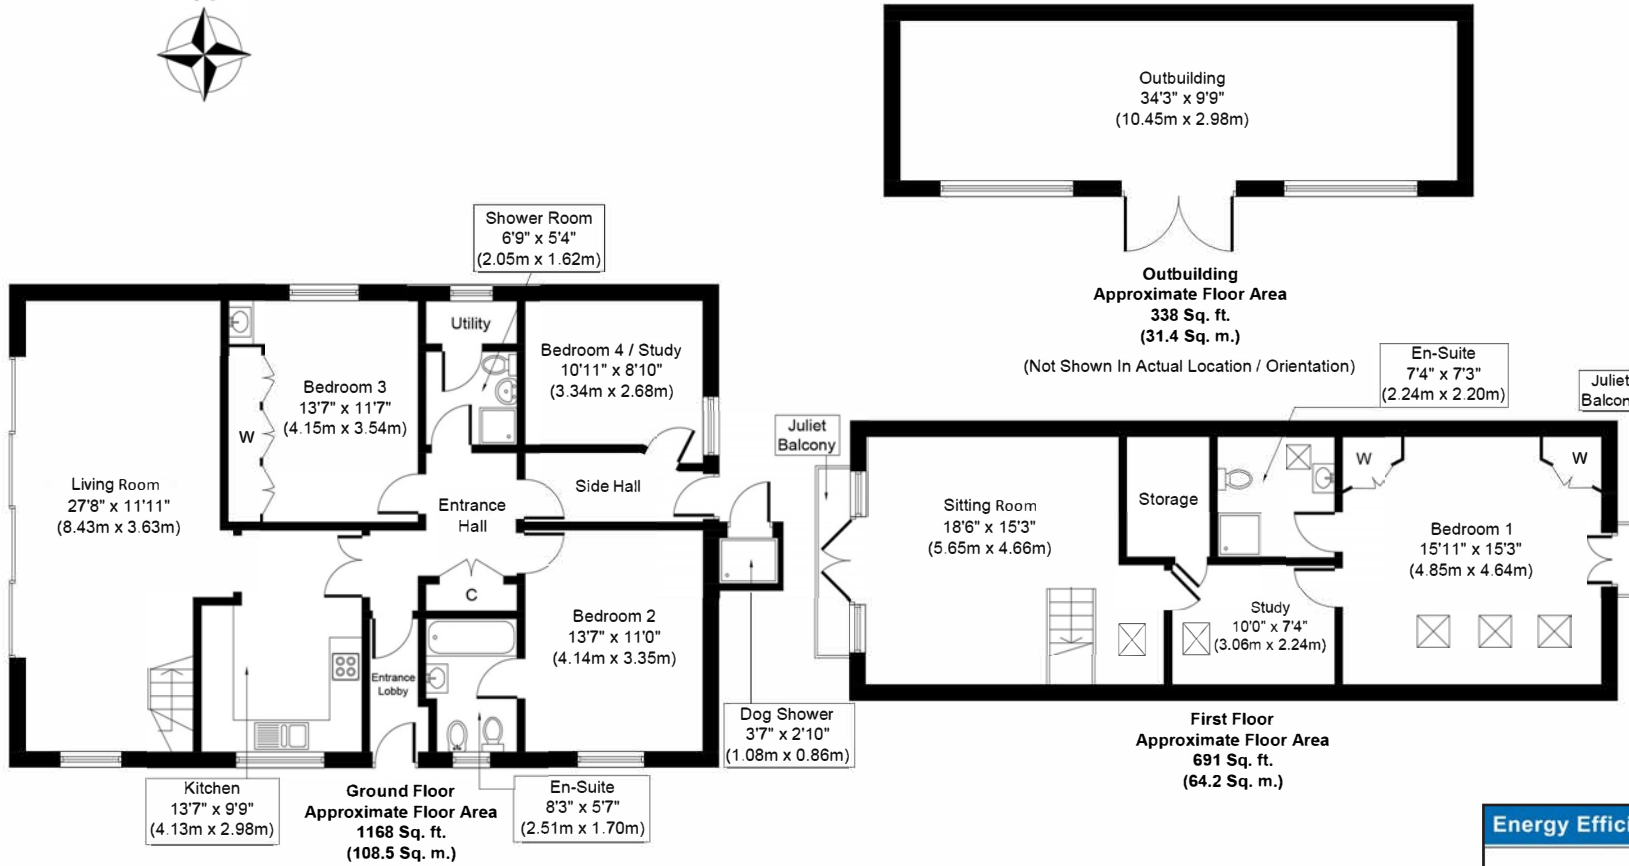 Outbuilding
34'3" x 9'9"
(10.45m x 2.98m)
Outbuilding
Approximate Floor Area
338 Sq. ft.
(31.4 Sq. m.)
(Not Shown In Actual Location / Orientation)
Shower Room
6'9" x 5'4"
(2.05m x 1.62m)
Utility
Bedroom 4 / Study
10'11" x 8'10"
(3.34m x 2.68m)
Bedroom 3
13'7" x 11'7"
(4.15m x 3.54m)
W
Living Room
27'8" x 11'11"
(8.43m x 3.63m)
Entrance
Hall
Side Hall
C
Bedroom 2
13'7" x 11'0"
(4.14m x 3.35m)
Entrance
Lobby
Dog Shower
3'7" x 2'10"
(1.08m x 0.86m)
Kitchen
13'7" x 9'9"
(4.13m x 2.98m)
En-Suite
8'3" x 5'7"
(2.51m x 1.70m)
Ground Floor
Approximate Floor Area
1168 Sq. ft.
(108.5 Sq. m.)
Juliet
Balcony
En-Suite
7'4" x 7'3"
(2.24m x 2.20m)
Juliet
Balcon
Sitting Room
18'6" x 15'3"
(5.65m x 4.66m)
Storage
W
W
Bedroom 1
15'11" x 15'3"
(4.85m x 4.64m)
Study
10'0" x 7'4"
(3.06m x 2.24m)
First Floor
Approximate Floor Area
691 Sq. ft.
(64.2 Sq. m.)
Energy Effici